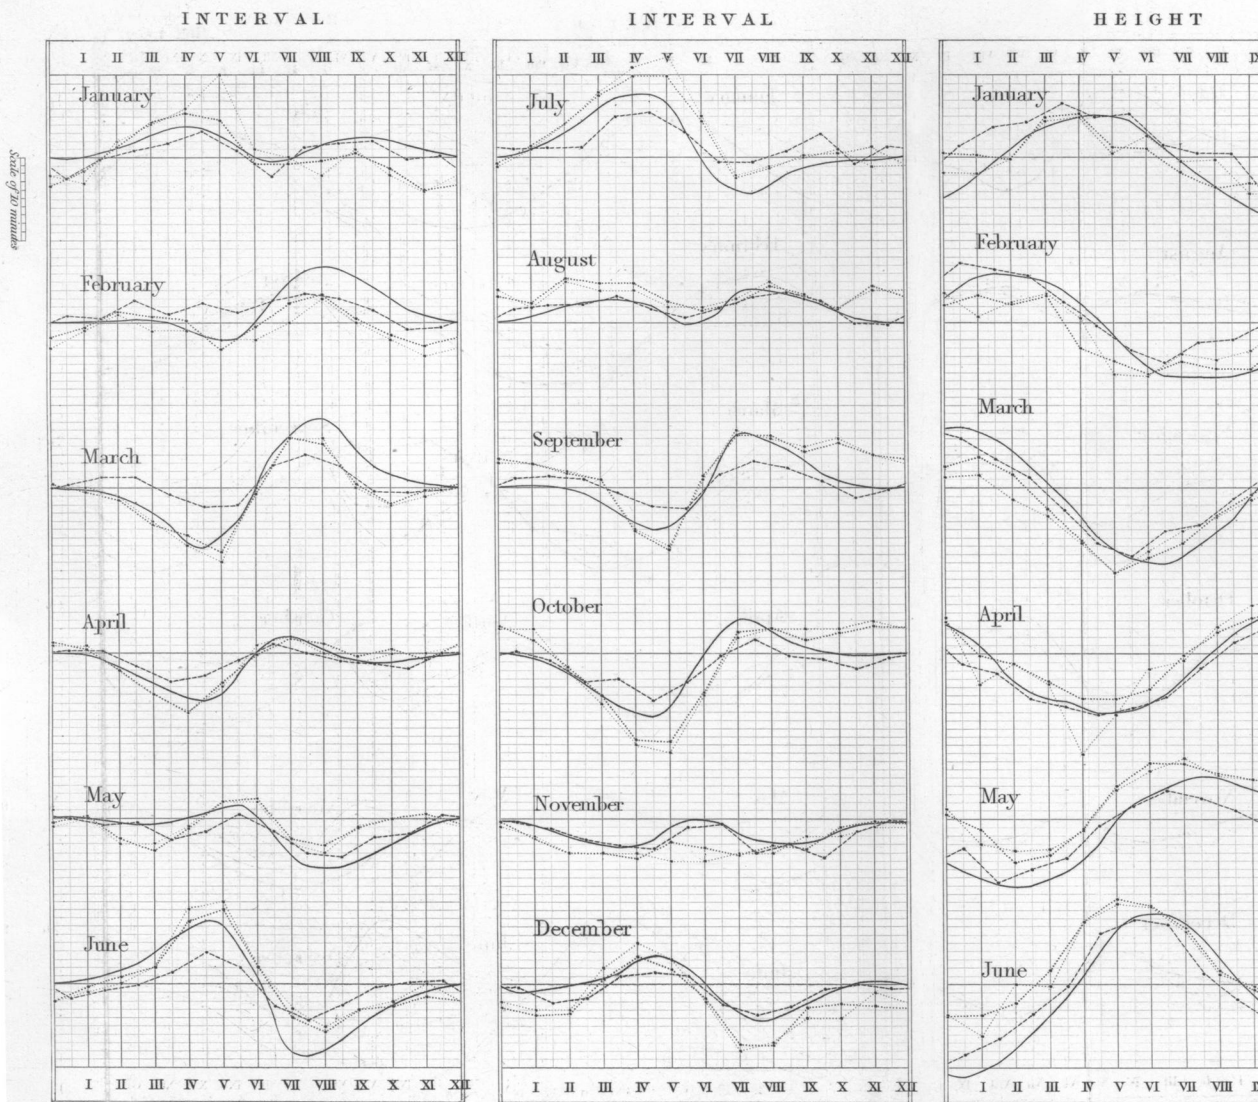 INTERVAL
I II III IV V VI VII VIII IX X XI XII
January
February
March
April
May
June
I II III IV V VI VII VIII IX X XI XII
Scale of 10 minutes
INTERVAL
I II III IV V VI VII VIII IX X XI XII
July
August
September
October
November
December
I II III IV V VI VII VIII IX X XI XII
HEIGHT
I II III IV V VI VII VIII
January
February
March
April
May
June
I II III IV V VI VII VIII